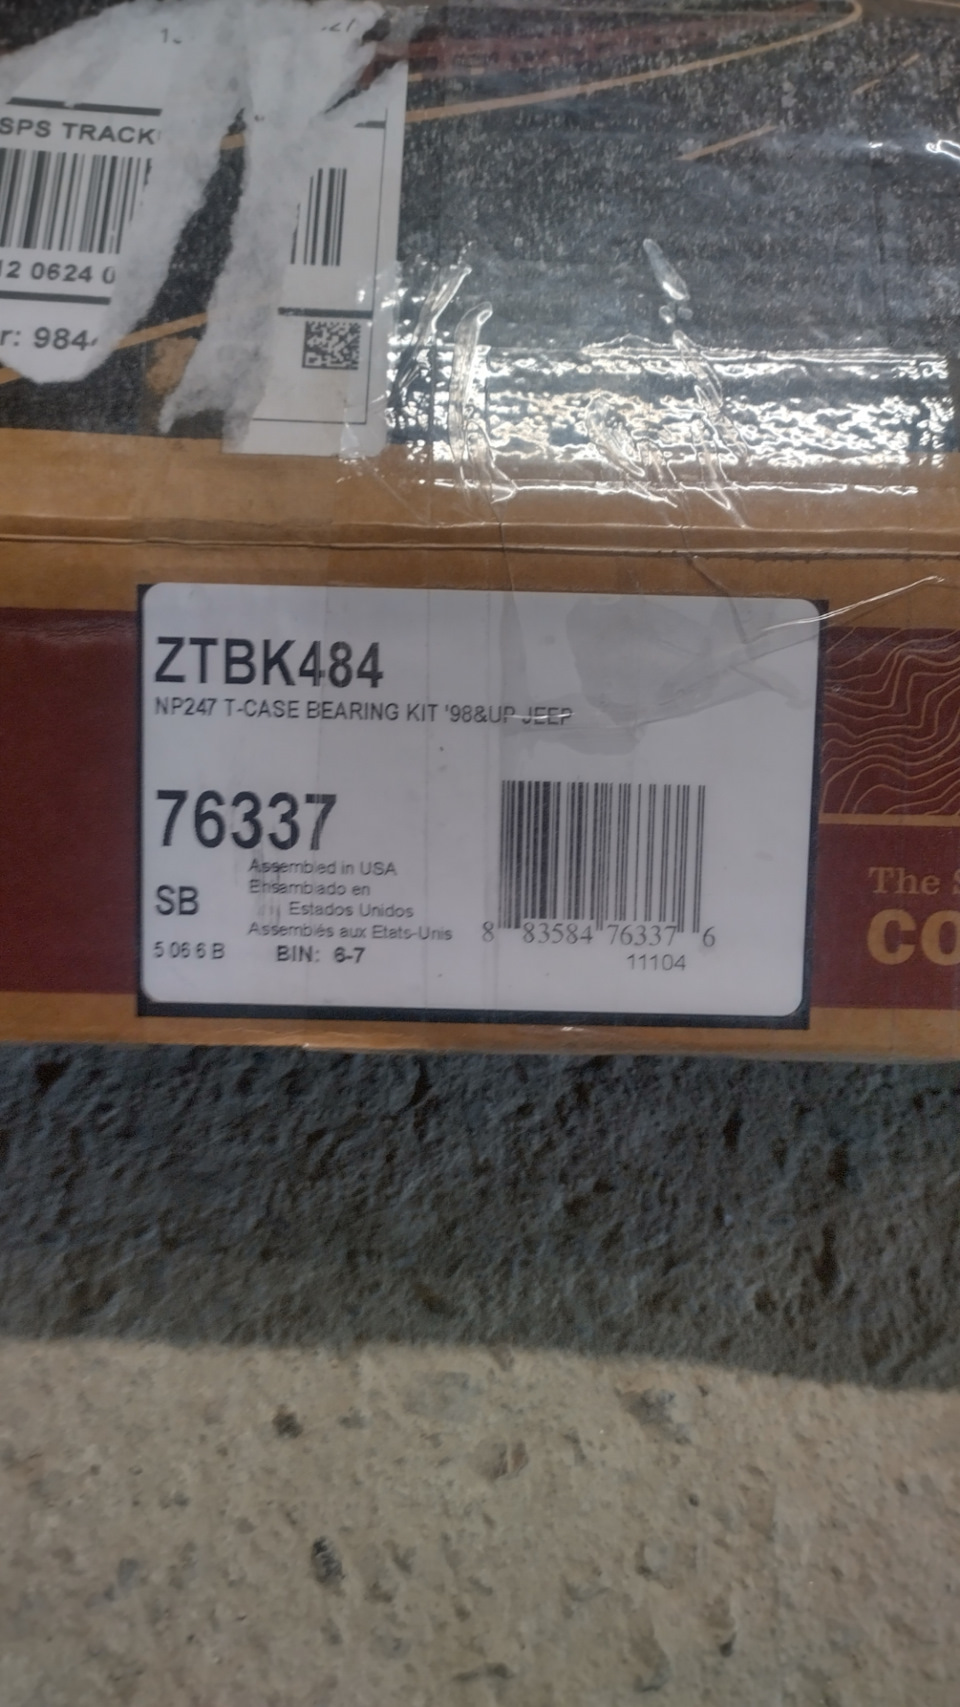 SPS TRACK
12 0624 0
r: 984
ZTBK484
NP247 T-CASE BEARING KIT '98&UP JEEP
76337
Assembled in USA
Ensamblado en
Estados Unidos
Assemblés aux Etats-Unis
SB
5 06 6 B
BIN: 6-7
8 83584 76337 6
11104
The
CO